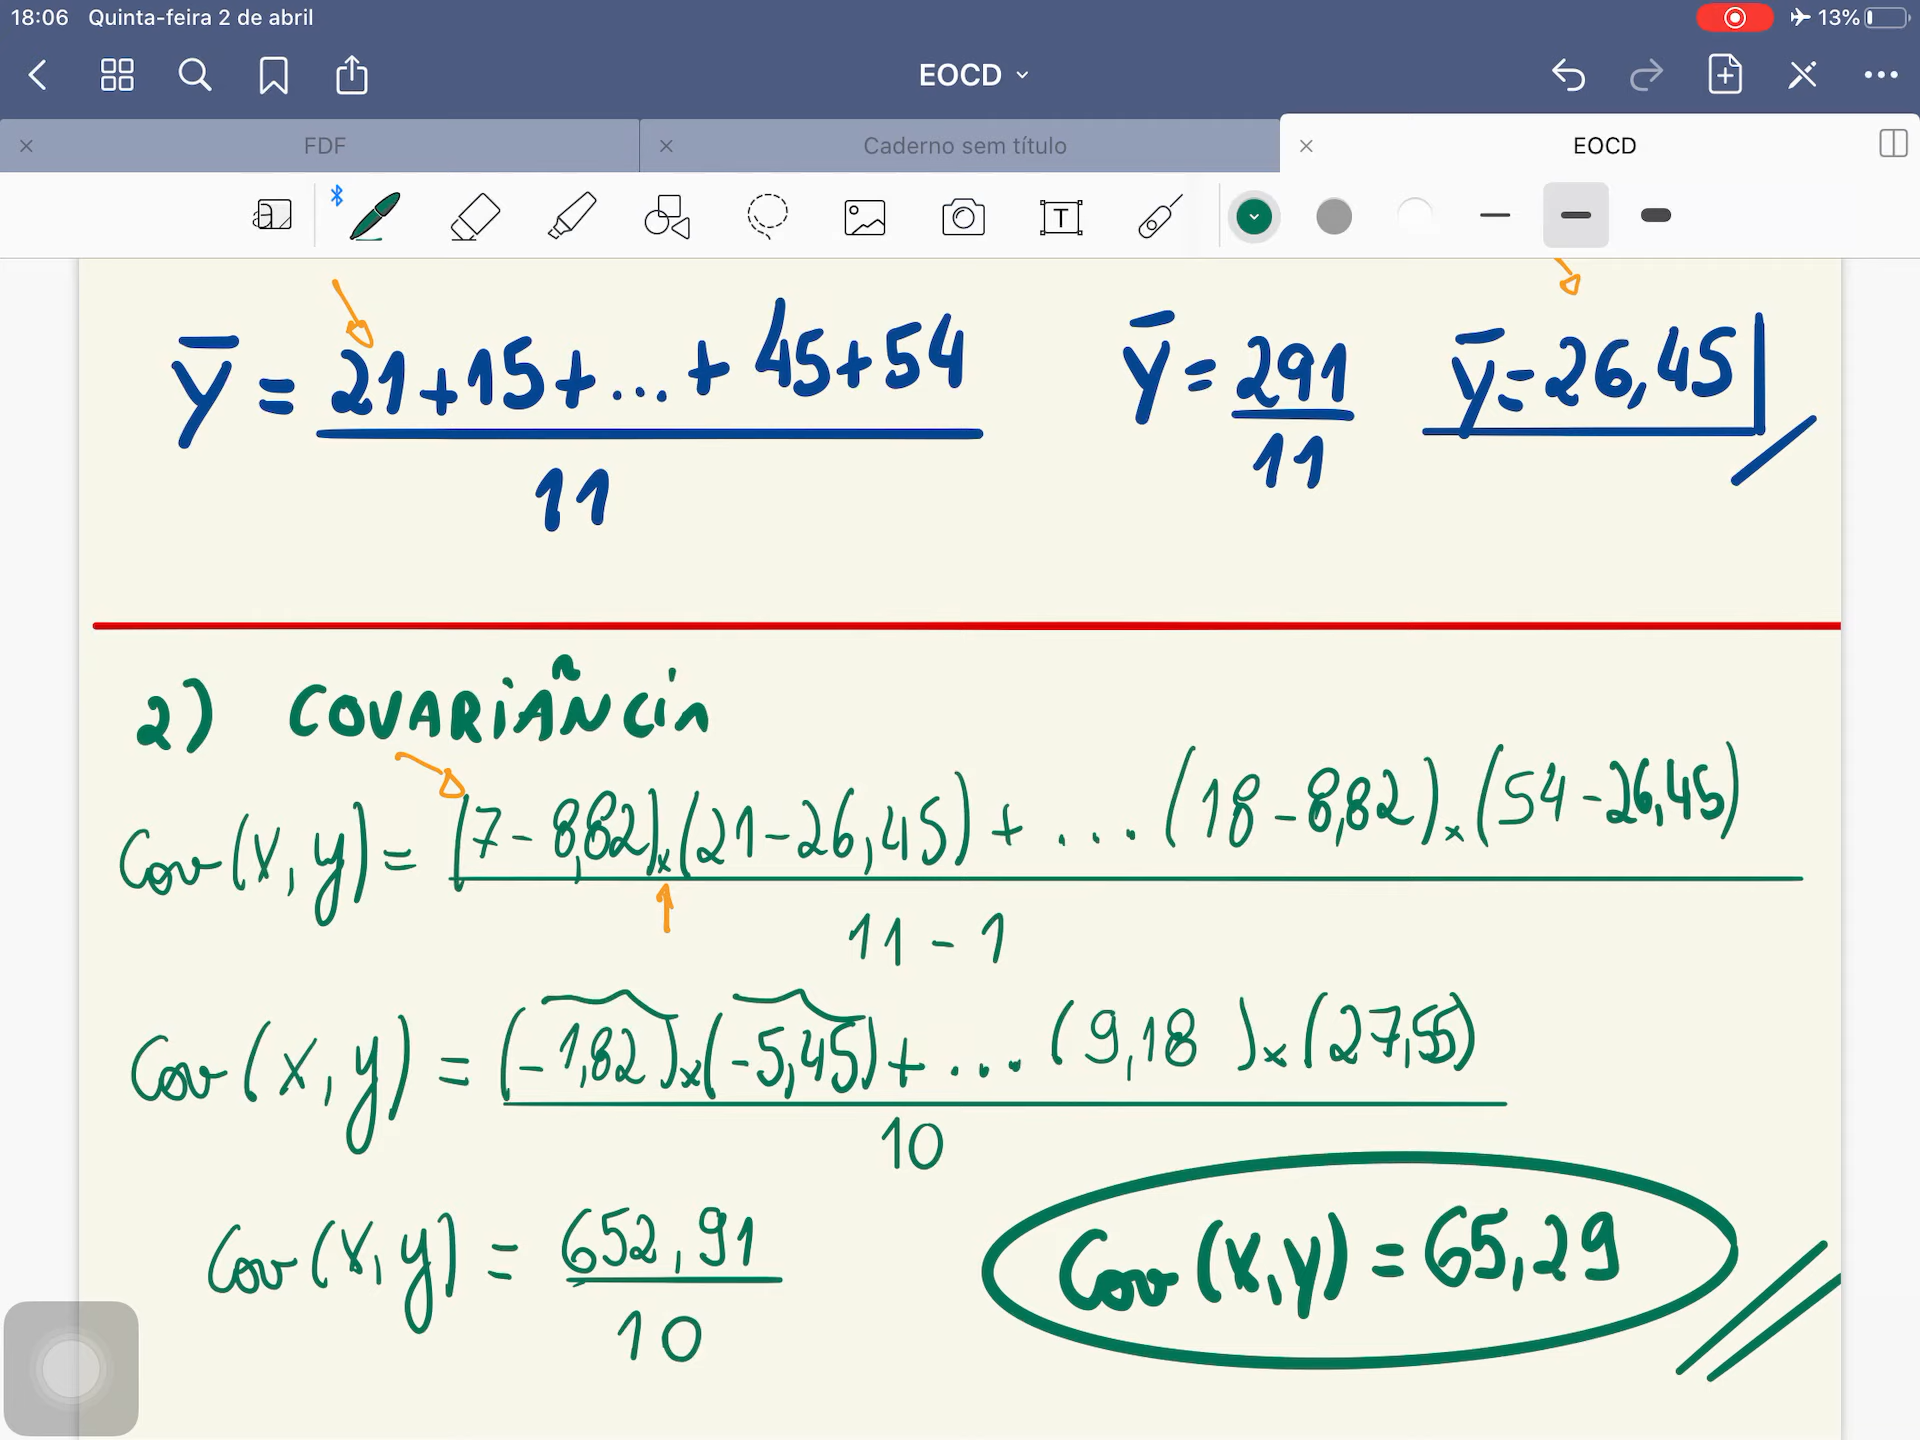 18:06 Quinta-feira 2 de abril 13%
EOCD
FDF Caderno sem título EOCD
T
y̅ = 21+15+...+45+54 / 11 y̅ = 291 / 11 y̅ = 26,45
2) COVARIÂNCIA
Cov(x,y) = (7-8,82)×(21-26,45)+...(18-8,82)×(54-26,45) / 11-1
Cov(x,y) = (-1,82)×(-5,45)+...(9,18)×(27,55) / 10
Cov(x,y) = 652,91 / 10 Cov(x,y) = 65,29